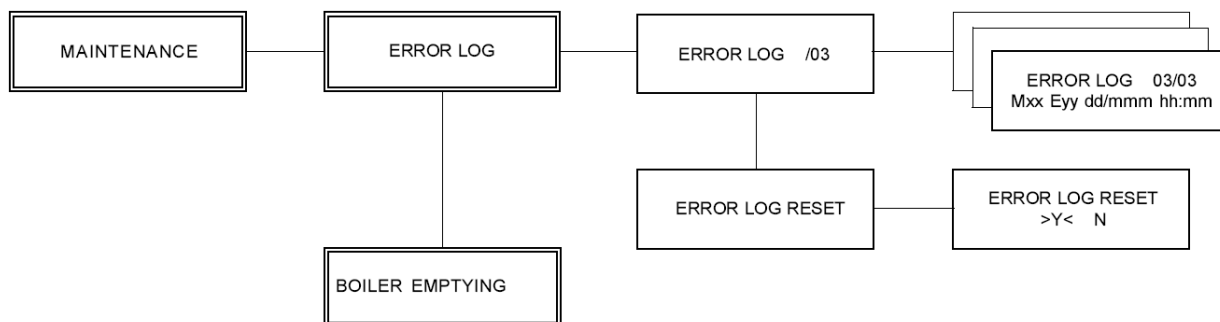 MAINTENANCE
ERROR LOG
ERROR LOG /03
ERROR LOG 03/03
Mxx Eyy dd/mmm hh:mm
ERROR LOG RESET
ERROR LOG RESET
>Y< N
BOILER EMPTYING